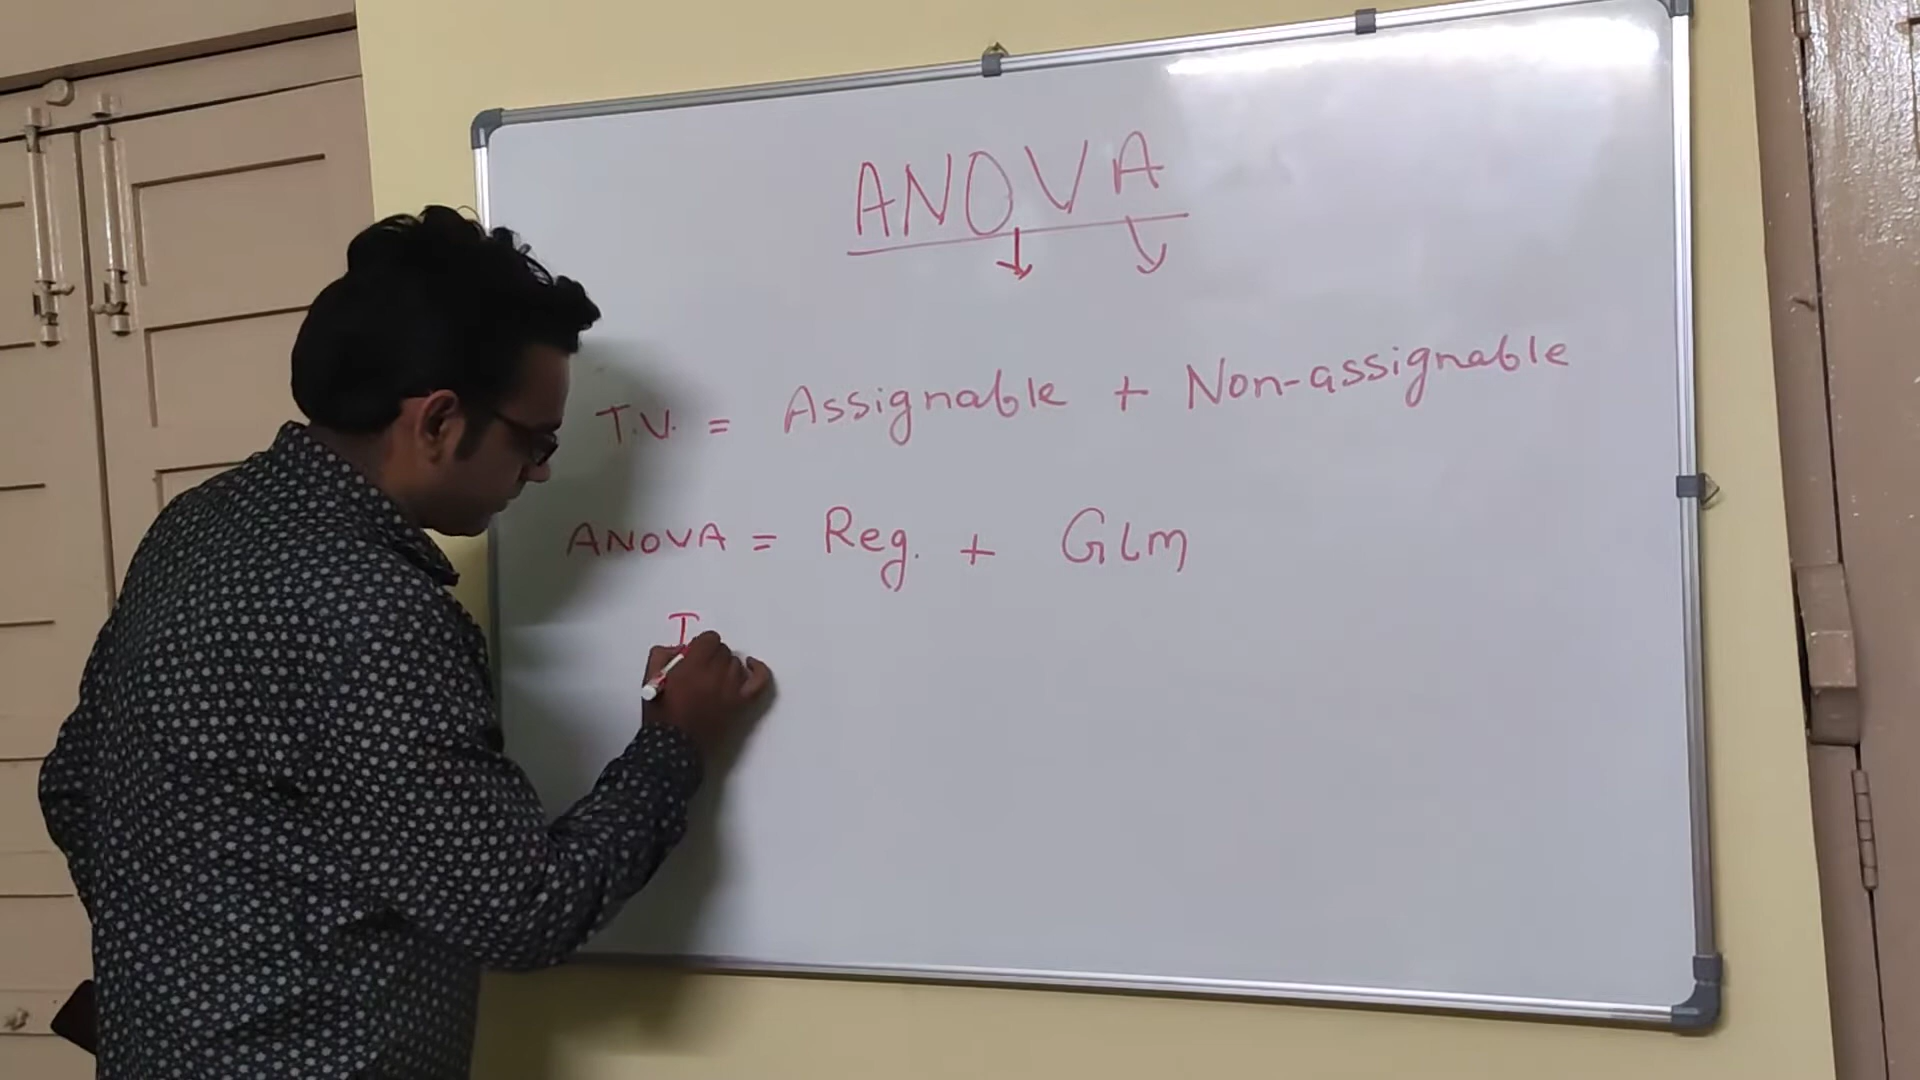 ANOVA
T.V. = Assignable + Non-assignable
ANOVA = Reg. + GLM
I